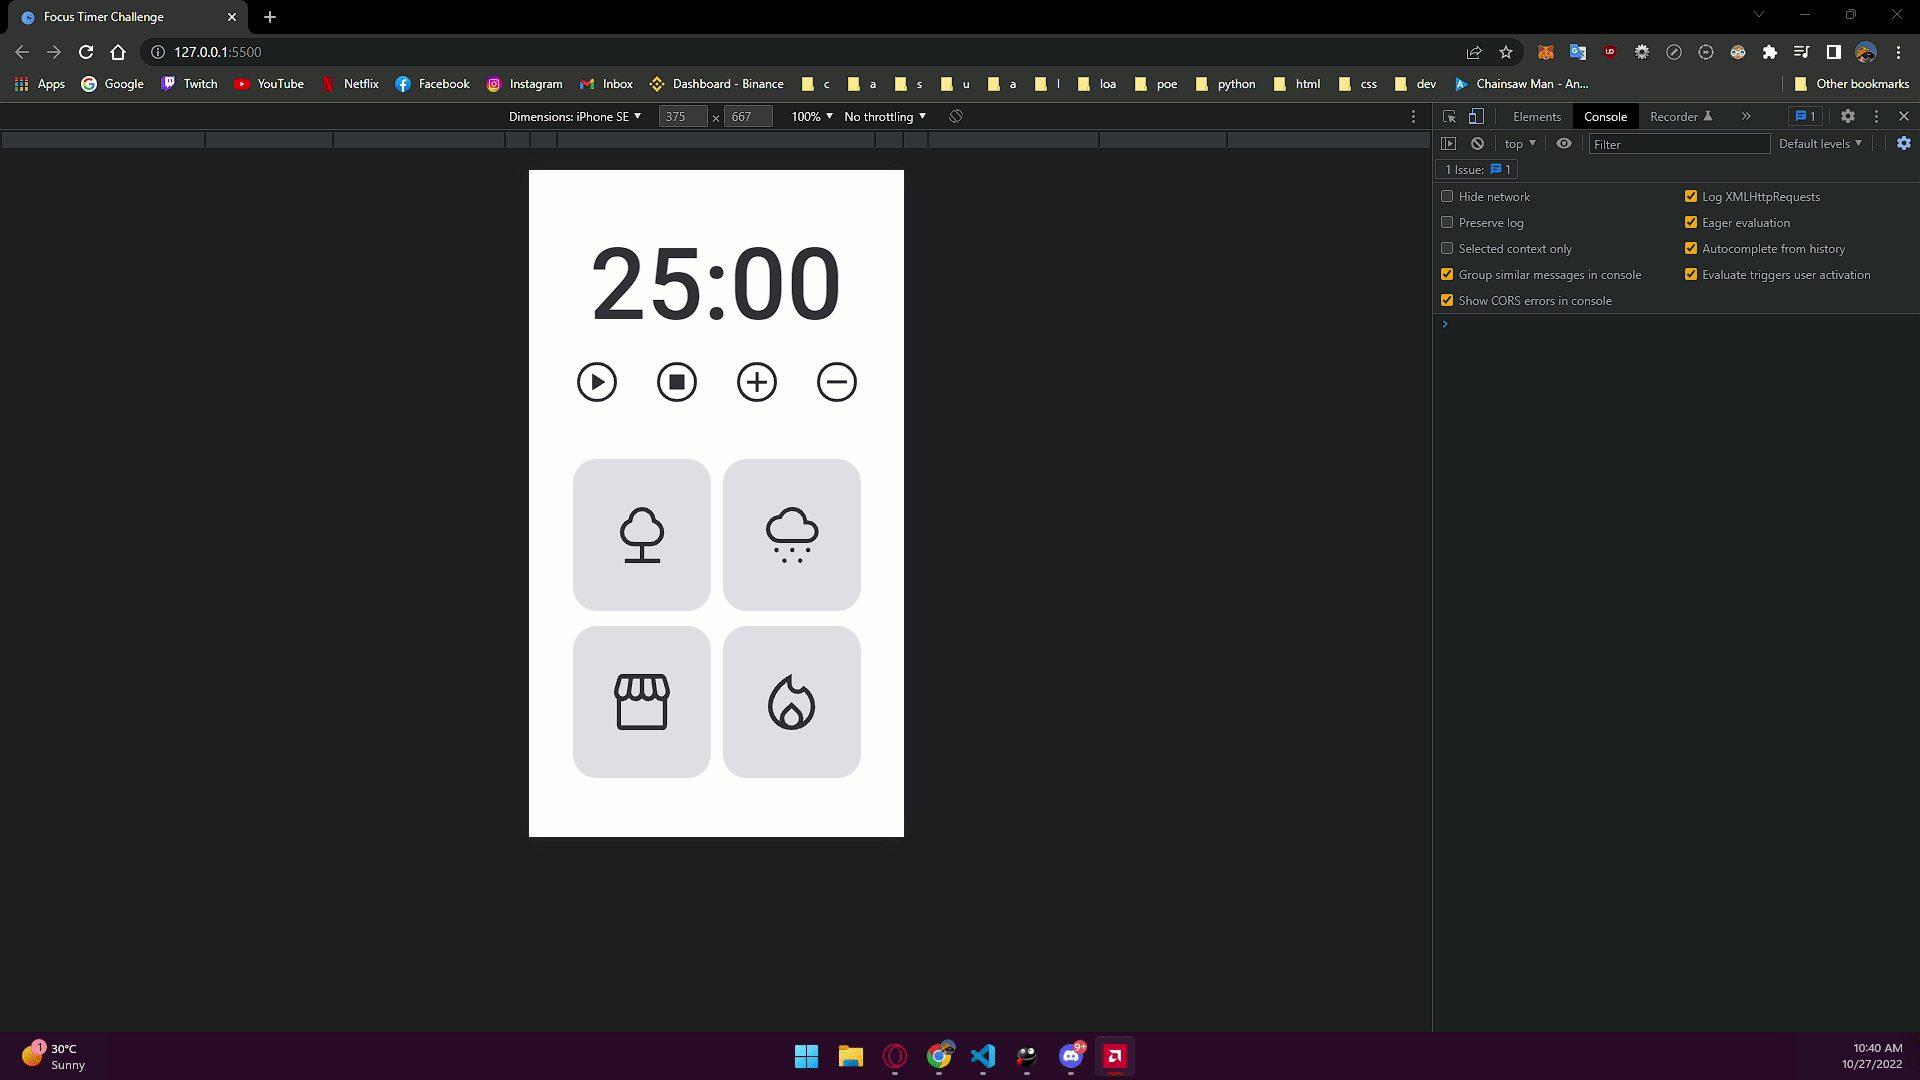 Focus Timer Challenge
127.0.0.1:5500
Apps Google Twitch YouTube Netflix Facebook Instagram Inbox Dashboard - Binance c a s u a l loa poe python html css dev Chainsaw Man - An... Other bookmarks
Dimensions: iPhone SE 375 × 667 100% No throttling
Elements Console Recorder 1
top Filter Default levels
1 Issue: 1
Hide network Log XMLHttpRequests
Preserve log Eager evaluation
Selected context only Autocomplete from history
Group similar messages in console Evaluate triggers user activation
Show CORS errors in console
25:00
1 30°C
Sunny
9+
10:40 AM
10/27/2022